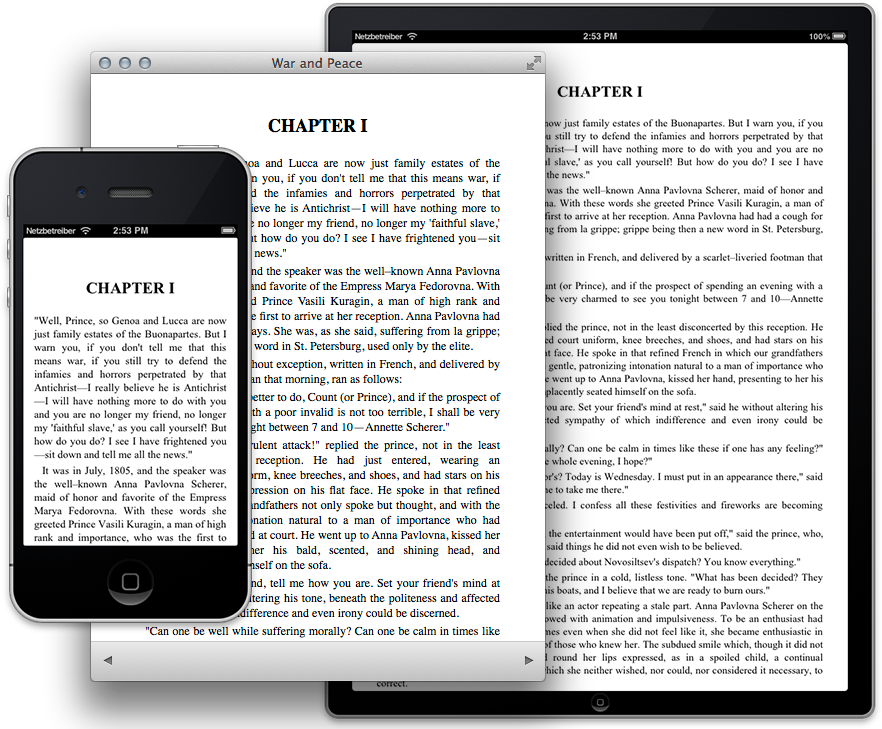 Netzbetreiber 2:53 PM
CHAPTER I
"Well, Prince, so Genoa and Lucca are now
just family estates of the Buonapartes. But I
warn you, if you don't tell me that this
means war, if you still try to defend the
infamies and horrors perpetrated by that
Antichrist—I really believe he is Antichrist
—I will have nothing more to do with you
and you are no longer my friend, no longer
my 'faithful slave,' as you call yourself! But
how do you do? I see I have frightened you
—sit down and tell me all the news."
It was in July, 1805, and the speaker was
the well–known Anna Pavlovna Scherer,
maid of honor and favorite of the Empress
Marya Fedorovna. With these words she
greeted Prince Vasili Kuragin, a man of high
rank and importance, who was the first to
War and Peace
CHAPTER I
and Lucca are now just family estates of the
you, if you don't tell me that this means war, if
the infamies and horrors perpetrated by that
he is Antichrist—I will have nothing more to
no longer my friend, no longer my 'faithful slave,'
how do you do? I see I have frightened you—sit
news."
and the speaker was the well–known Anna Pavlovna
and favorite of the Empress Marya Fedorovna. With
Prince Vasili Kuragin, a man of high rank and
first to arrive at her reception. Anna Pavlovna had
She was, as she said, suffering from la grippe;
word in St. Petersburg, used only by the elite.
without exception, written in French, and delivered by
that morning, ran as follows:
better to do, Count (or Prince), and if the prospect of
a poor invalid is not too terrible, I shall be very
between 7 and 10—Annette Scherer."
attack!" replied the prince, not in the least
reception. He had just entered, wearing an
knee breeches, and shoes, and had stars on his
on his flat face. He spoke in that refined
not only spoke but thought, and with the
natural to a man of importance who had
at court. He went up to Anna Pavlovna, kissed her
her his bald, scented, and shining head, and
on the sofa.
tell me how you are. Set your friend's mind at
his tone, beneath the politeness and affected
and even irony could be discerned.
"Can one be well while suffering morally? Can one be calm in times like
Netzbetreiber 2:53 PM 100%
CHAPTER I
now just family estates of the Buonapartes. But I warn you, if you
still try to defend the infamies and horrors perpetrated by that
I will have nothing more to do with you and you are no
slave,' as you call yourself! But how do you do? I see I have
the news."
was the well–known Anna Pavlovna Scherer, maid of honor and
With these words she greeted Prince Vasili Kuragin, a man of
first to arrive at her reception. Anna Pavlovna had had a cough for
from la grippe; grippe being then a new word in St. Petersburg,
written in French, and delivered by a scarlet–liveried footman that
(or Prince), and if the prospect of spending an evening with a
be very charmed to see you tonight between 7 and 10—Annette
replied the prince, not in the least disconcerted by this reception. He
court uniform, knee breeches, and shoes, and had stars on his
face. He spoke in that refined French in which our grandfathers
gentle, patronizing intonation natural to a man of importance who
went up to Anna Pavlovna, kissed her hand, presenting to her his
seated himself on the sofa.
you are. Set your friend's mind at rest," said he without altering his
sympathy of which indifference and even irony could be
Can one be calm in times like these if one has any feeling?"
whole evening, I hope?"
Today is Wednesday. I must put in an appearance there," said
to take me there."
I confess all these festivities and fireworks are becoming
the entertainment would have been put off," said the prince, who,
said things he did not even wish to be believed.
decided about Novosiltsev's dispatch? You know everything."
the prince in a cold, listless tone. "What has been decided? They
his boats, and I believe that we are ready to burn ours."
like an actor repeating a stale part. Anna Pavlovna Scherer on the
with animation and impulsiveness. To be an enthusiast had
even when she did not feel like it, she became enthusiastic in
of those who knew her. The subdued smile which, though it did not
round her lips expressed, as in a spoiled child, a continual
which she neither wished, nor could, nor considered it necessary, to
correct.